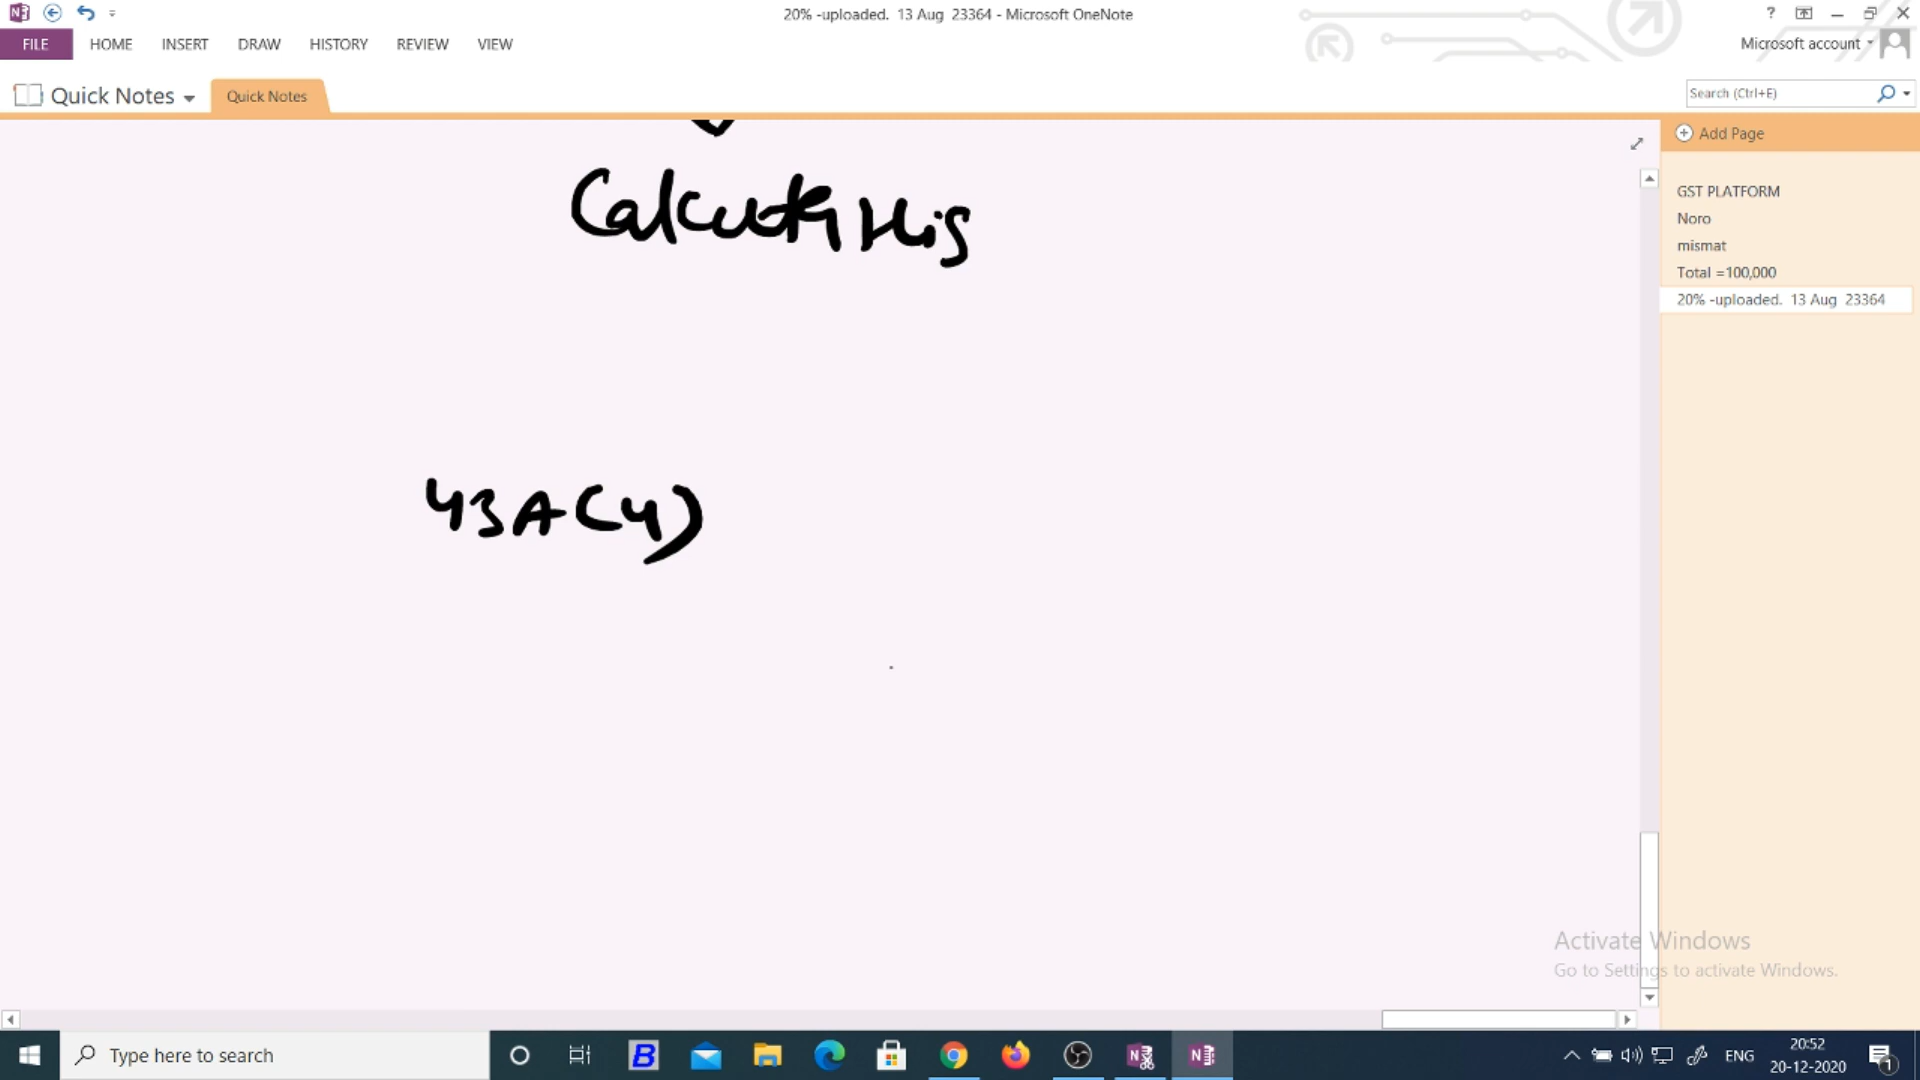 20% -uploaded.  13 Aug  23364 - Microsoft OneNote
?
FILE HOME INSERT DRAW HISTORY REVIEW VIEW
Microsoft account
Quick Notes
Quick Notes
Search (Ctrl+E)
Add Page
GST PLATFORM
Noro
mismat
Total =100,000
20% -uploaded.  13 Aug  23364
43A(4)
Activate Windows
Go to Settings to activate Windows.
Type here to search
B
N
N
ENG
20:52
20-12-2020
1